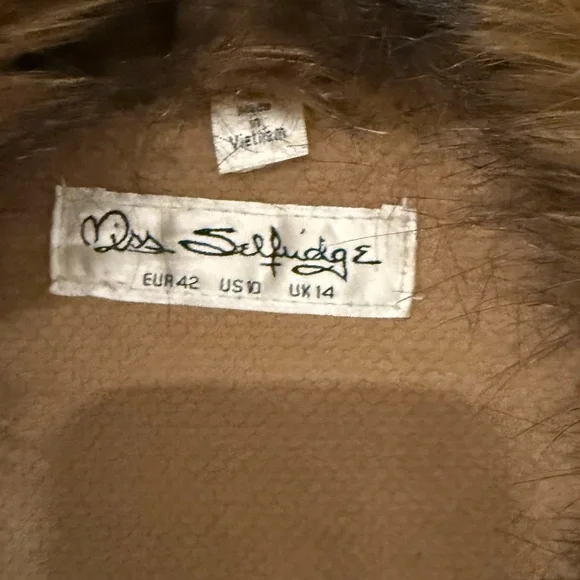 Made
in
Vietnam
Miss Selfridge
EUR 42 US 10 UK 14